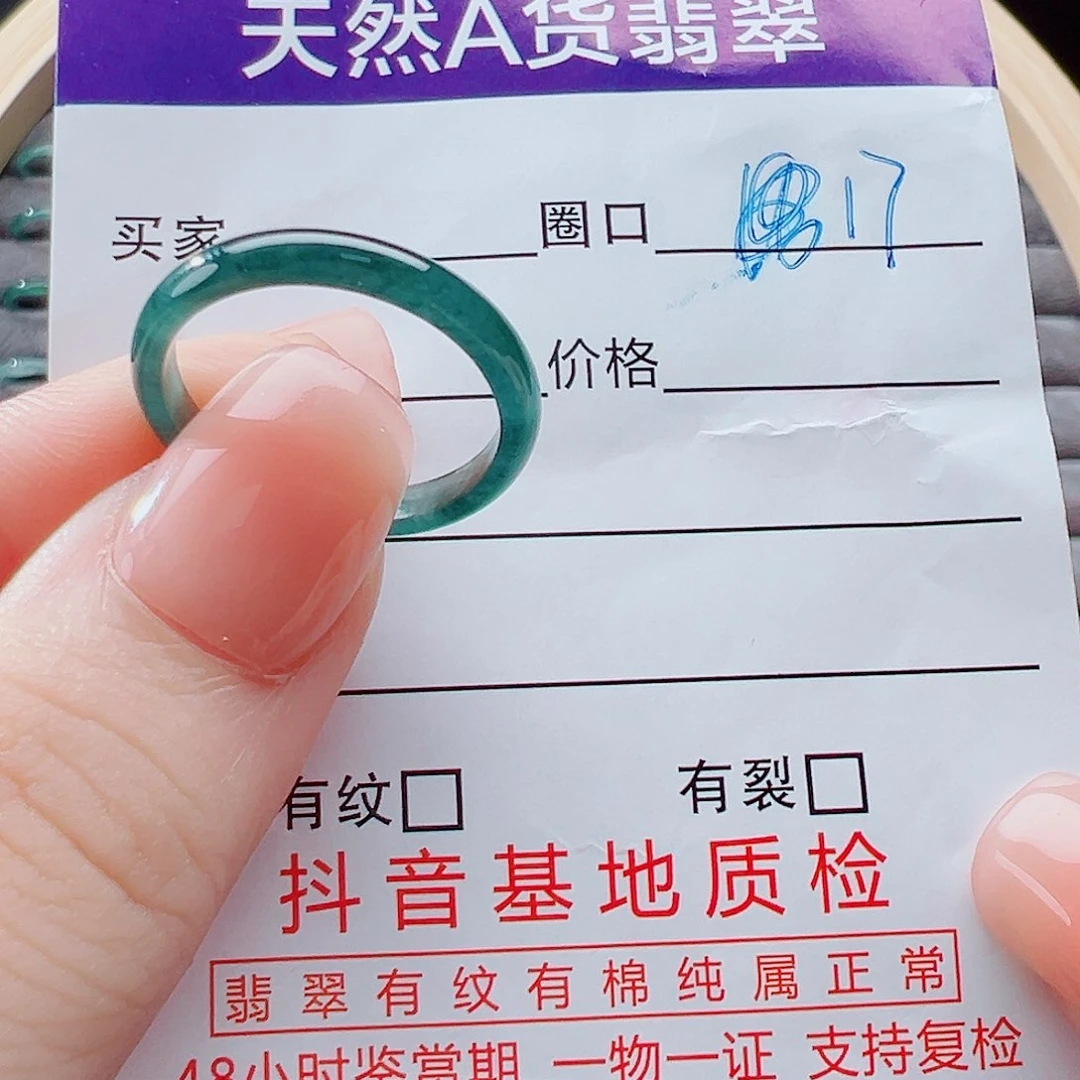 天然A货翡翠
买家 圈口 17
价格
有纹 有裂
抖音基地质检
翡翠有纹有棉纯属正常
48小时鉴赏期 一物一证 支持复检